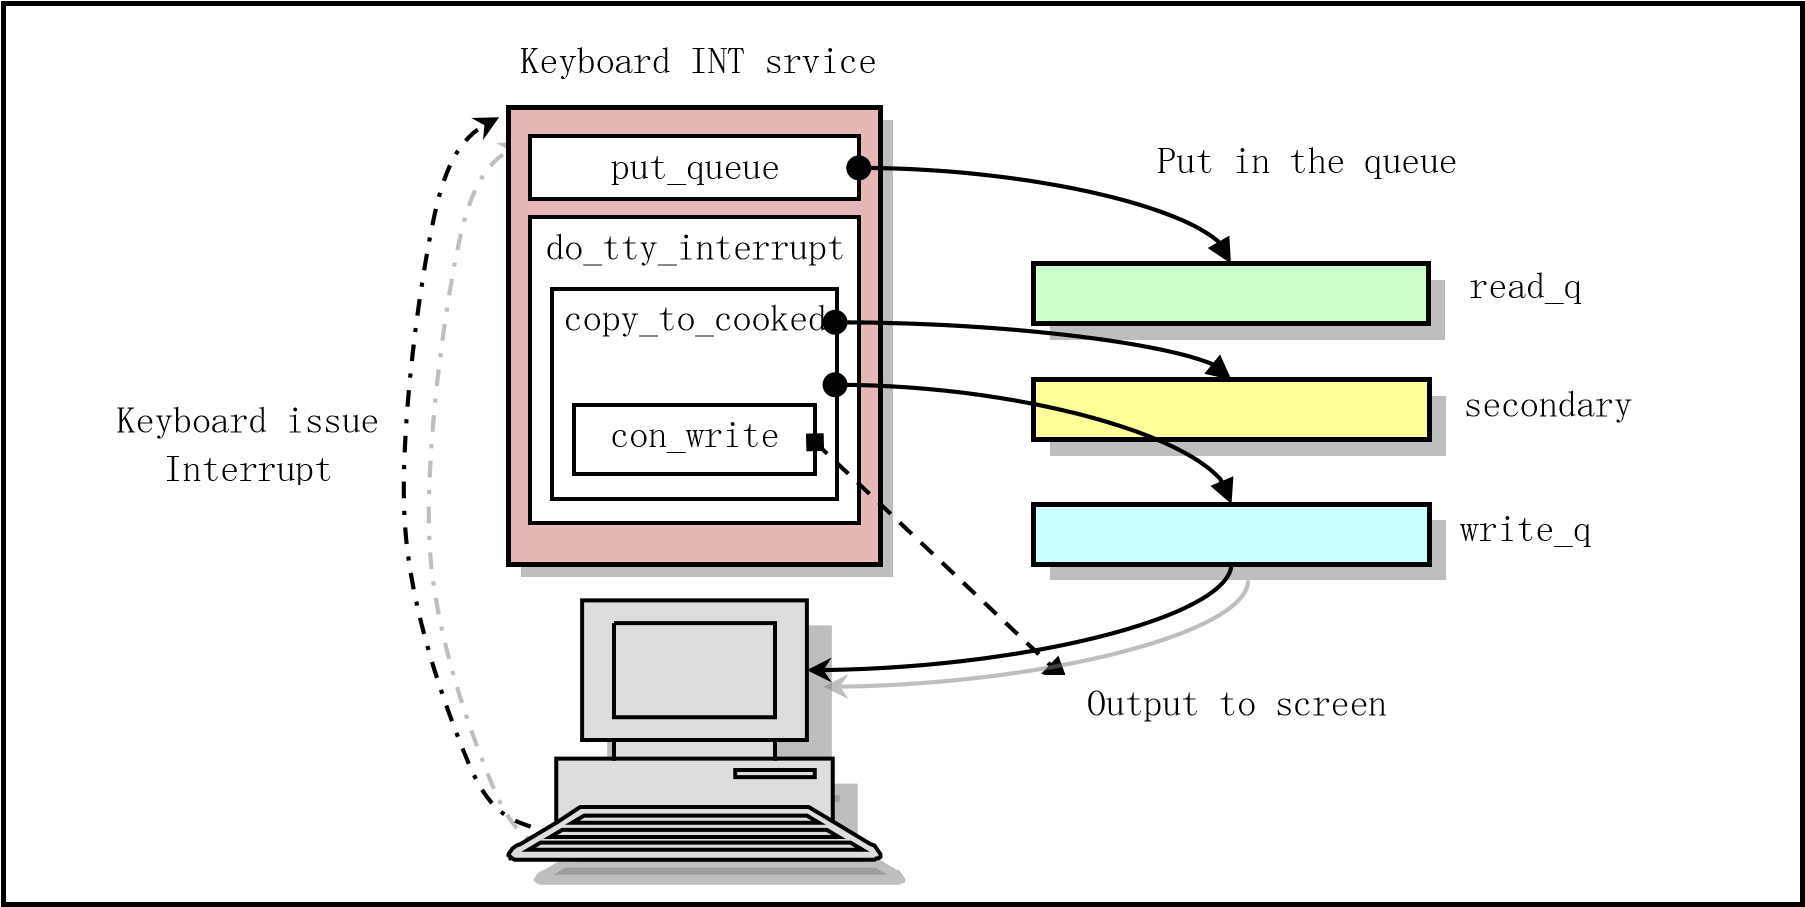 Keyboard INT srvice
put_queue
Put in the queue
do_tty_interrupt
read_q
copy_to_cooked
secondary
Keyboard issue
Interrupt
con_write
write_q
Output to screen